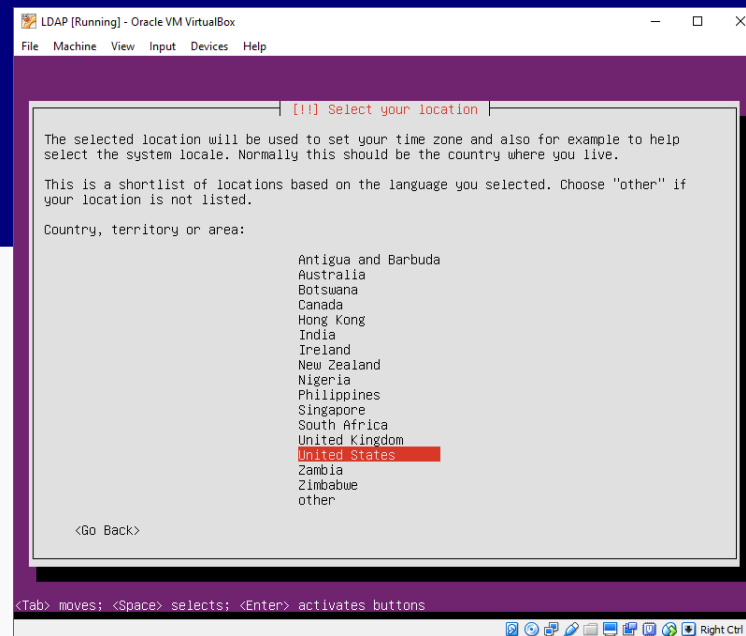 LDAP [Running] - Oracle VM VirtualBox
File Machine View Input Devices Help
[!!] Select your location
The selected location will be used to set your time zone and also for example to help
select the system locale. Normally this should be the country where you live.
This is a shortlist of locations based on the language you selected. Choose "other" if
your location is not listed.
Country, territory or area:
Antigua and Barbuda
Australia
Botswana
Canada
Hong Kong
India
Ireland
New Zealand
Nigeria
Philippines
Singapore
South Africa
United Kingdom
United States
Zambia
Zimbabwe
other
<Go Back>
<Tab> moves; <Space> selects; <Enter> activates buttons
Right Ctrl